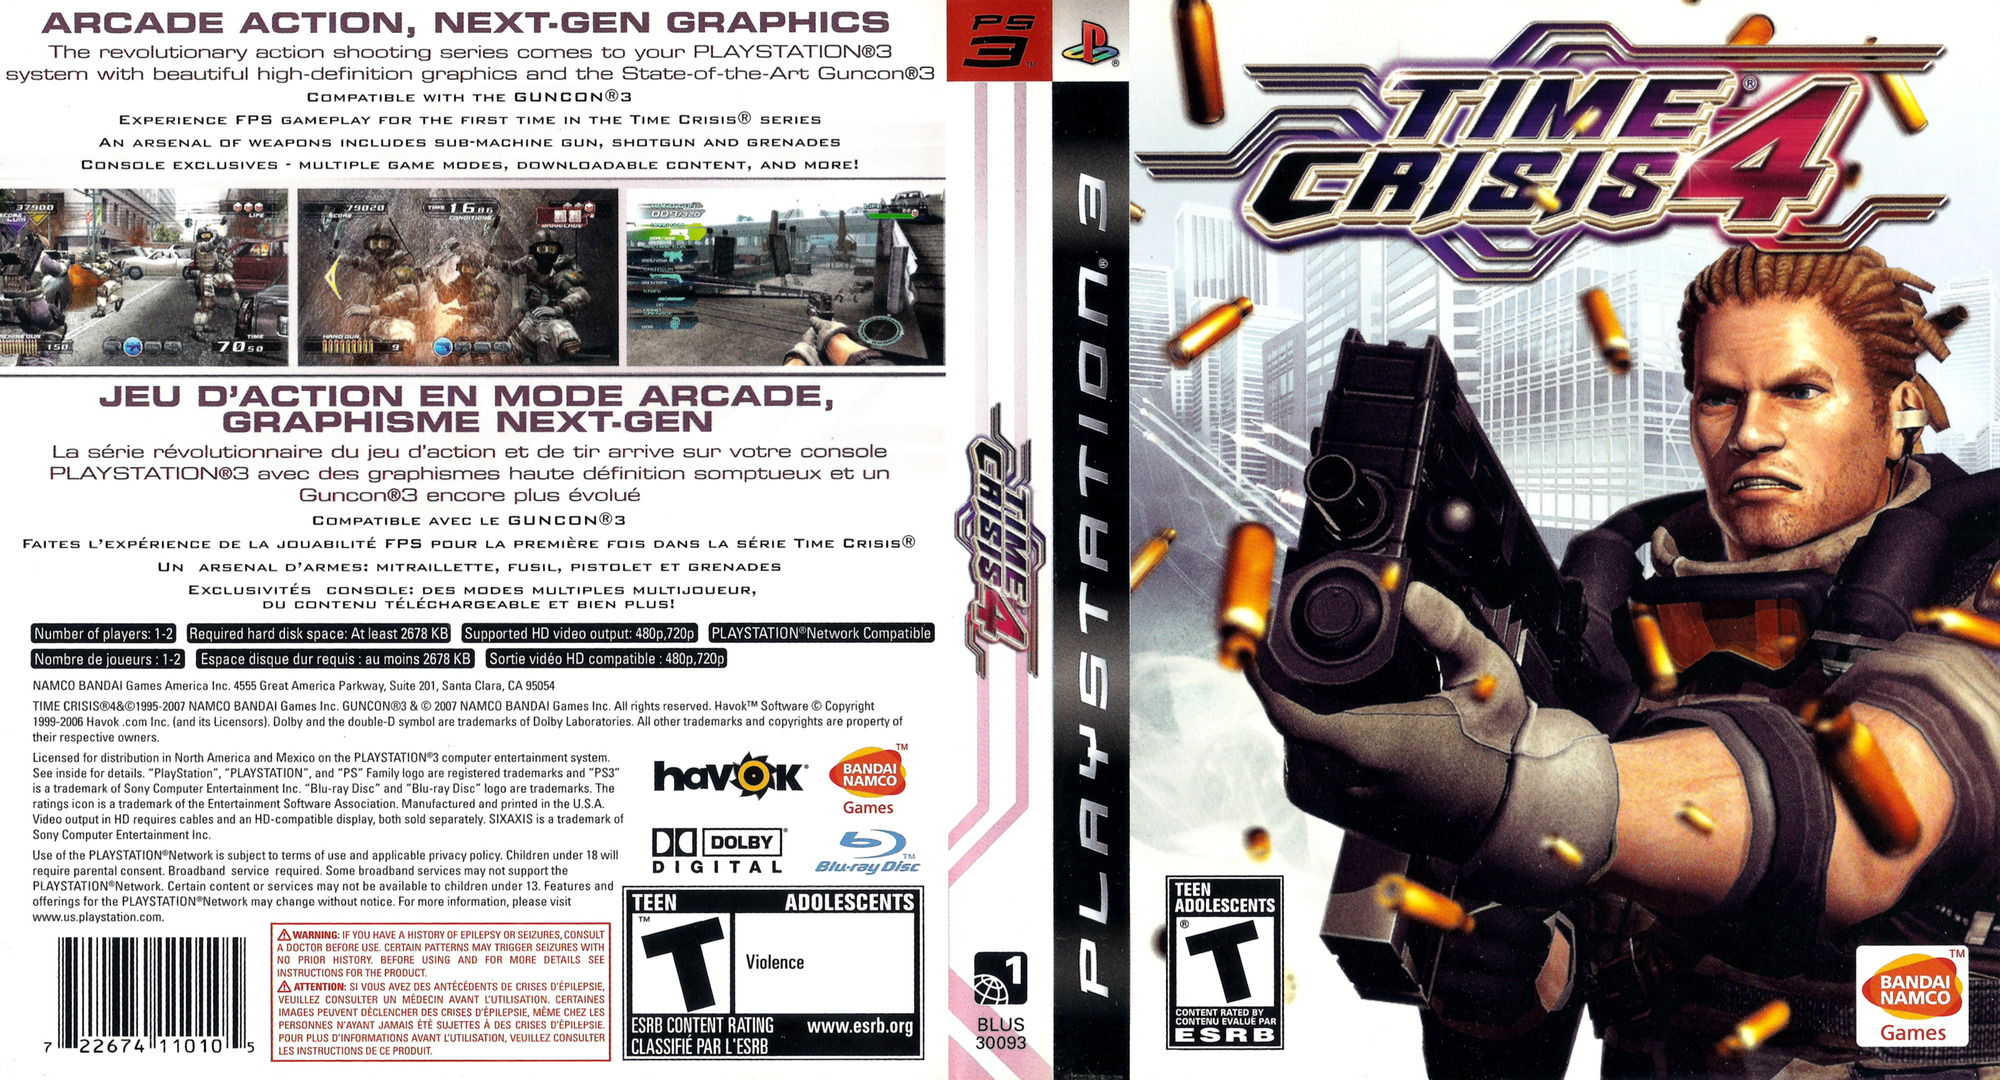 ARCADE ACTION, NEXT-GEN GRAPHICS
The revolutionary action shooting series comes to your PLAYSTATION®3
system with beautiful high-definition graphics and the State-of-the-Art Guncon®3
COMPATIBLE WITH THE GUNCON®3
EXPERIENCE FPS GAMEPLAY FOR THE FIRST TIME IN THE TIME CRISIS® SERIES
AN ARSENAL OF WEAPONS INCLUDES SUB-MACHINE GUN, SHOTGUN AND GRENADES
CONSOLE EXCLUSIVES - MULTIPLE GAME MODES, DOWNLOADABLE CONTENT, AND MORE!
37900
LIFE
150
TIME
7050
SCORE
79020
TIME 1686
CONDITIONS
HAND GUN
9
JEU D'ACTION EN MODE ARCADE,
GRAPHISME NEXT-GEN
La série révolutionnaire du jeu d'action et de tir arrive sur votre console
PLAYSTATION®3 avec des graphismes haute définition somptueux et un
Guncon®3 encore plus évolué
COMPATIBLE AVEC LE GUNCON®3
FAITES L'EXPÉRIENCE DE LA JOUABILITÉ FPS POUR LA PREMIÈRE FOIS DANS LA SÉRIE TIME CRISIS®
UN ARSENAL D'ARMES: MITRAILLETTE, FUSIL, PISTOLET ET GRENADES
EXCLUSIVITÉS CONSOLE: DES MODES MULTIPLES MULTIJOUEUR,
DU CONTENU TÉLÉCHARGEABLE ET BIEN PLUS!
Number of players: 1-2 Required hard disk space: At least 2678 KB Supported HD video output: 480p,720p PLAYSTATION®Network Compatible
Nombre de joueurs : 1-2 Espace disque dur requis : au moins 2678 KB Sortie vidéo HD compatible : 480p,720p
NAMCO BANDAI Games America Inc. 4555 Great America Parkway, Suite 201, Santa Clara, CA 95054
TIME CRISIS®4&©1995-2007 NAMCO BANDAI Games Inc. GUNCON®3 & © 2007 NAMCO BANDAI Games Inc. All rights reserved. Havok™ Software © Copyright
1999-2006 Havok .com Inc. (and its Licensors). Dolby and the double-D symbol are trademarks of Dolby Laboratories. All other trademarks and copyrights are property of
their respective owners.
Licensed for distribution in North America and Mexico on the PLAYSTATION®3 computer entertainment system.
See inside for details. "PlayStation", "PLAYSTATION", and "PS" Family logo are registered trademarks and "PS3"
is a trademark of Sony Computer Entertainment Inc. "Blu-ray Disc" and "Blu-ray Disc" logo are trademarks. The
ratings icon is a trademark of the Entertainment Software Association. Manufactured and printed in the U.S.A.
Video output in HD requires cables and an HD-compatible display, both sold separately. SIXAXIS is a trademark of
Sony Computer Entertainment Inc.
Use of the PLAYSTATION®Network is subject to terms of use and applicable privacy policy. Children under 18 will
require parental consent. Broadband service required. Some broadband services may not support the
PLAYSTATION®Network. Certain content or services may not be available to children under 13. Features and
offerings for the PLAYSTATION®Network may change without notice. For more information, please visit
www.us.playstation.com.
havok
BANDAI
NAMCO
Games
DOLBY
DIGITAL
Blu-ray Disc™
7 22674 11010 5
WARNING: IF YOU HAVE A HISTORY OF EPILEPSY OR SEIZURES, CONSULT
A DOCTOR BEFORE USE. CERTAIN PATTERNS MAY TRIGGER SEIZURES WITH
NO PRIOR HISTORY. BEFORE USING AND FOR MORE DETAILS SEE
INSTRUCTIONS FOR THE PRODUCT.
ATTENTION: SI VOUS AVEZ DES ANTÉCÉDENTS DE CRISES D'ÉPILEPSIE,
VEUILLEZ CONSULTER UN MÉDECIN AVANT L'UTILISATION. CERTAINES
IMAGES PEUVENT DÉCLENCHER DES CRISES D'ÉPILEPSIE, MÊME CHEZ LES
PERSONNES N'AYANT JAMAIS ÉTÉ SUJETTES À DES CRISES D'ÉPILEPSIE.
POUR PLUS D'INFORMATIONS AVANT L'UTILISATION, VEUILLEZ CONSULTER
LES INSTRUCTIONS DE CE PRODUIT.
TEEN ADOLESCENTS
T
Violence
ESRB CONTENT RATING www.esrb.org
CLASSIFIÉ PAR L'ESRB
PS3™
TIME CRISIS 4
1
BLUS
30093
PLAYSTATION®3
TIME®
CRISIS 4
TEEN
ADOLESCENTS
T®
CONTENT RATED BY
CONTENU ÉVALUÉ PAR
ESRB
BANDAI
NAMCO
Games